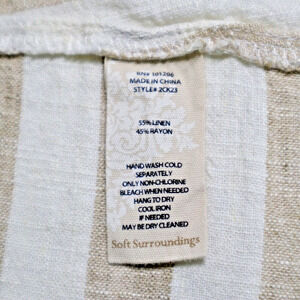 RN# 101206
MADE IN CHINA
STYLE# 2CK23
55% LINEN
45% RAYON
HAND WASH COLD
SEPARATELY
ONLY NON-CHLORINE
BLEACH WHEN NEEDED
HANG TO DRY
COOL IRON
IF NEEDED
MAY BE DRY CLEANED
Soft Surroundings